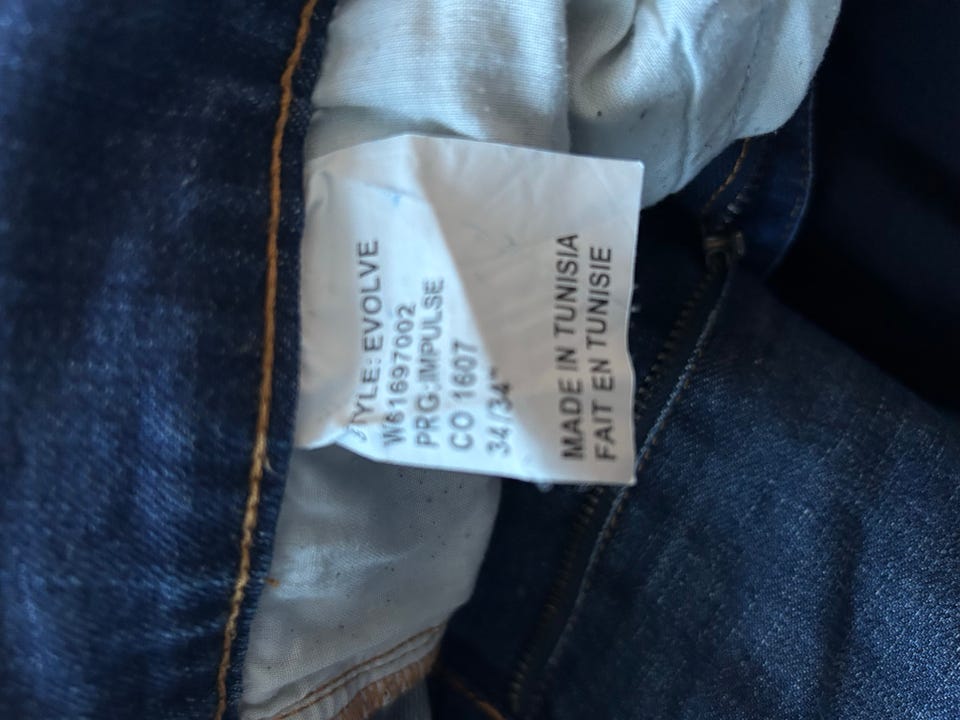 STYLE: EVOLVE
W61697002
PRG:IMPULSE
CO 1607
34/34"
MADE IN TUNISIA
FAIT EN TUNISIE